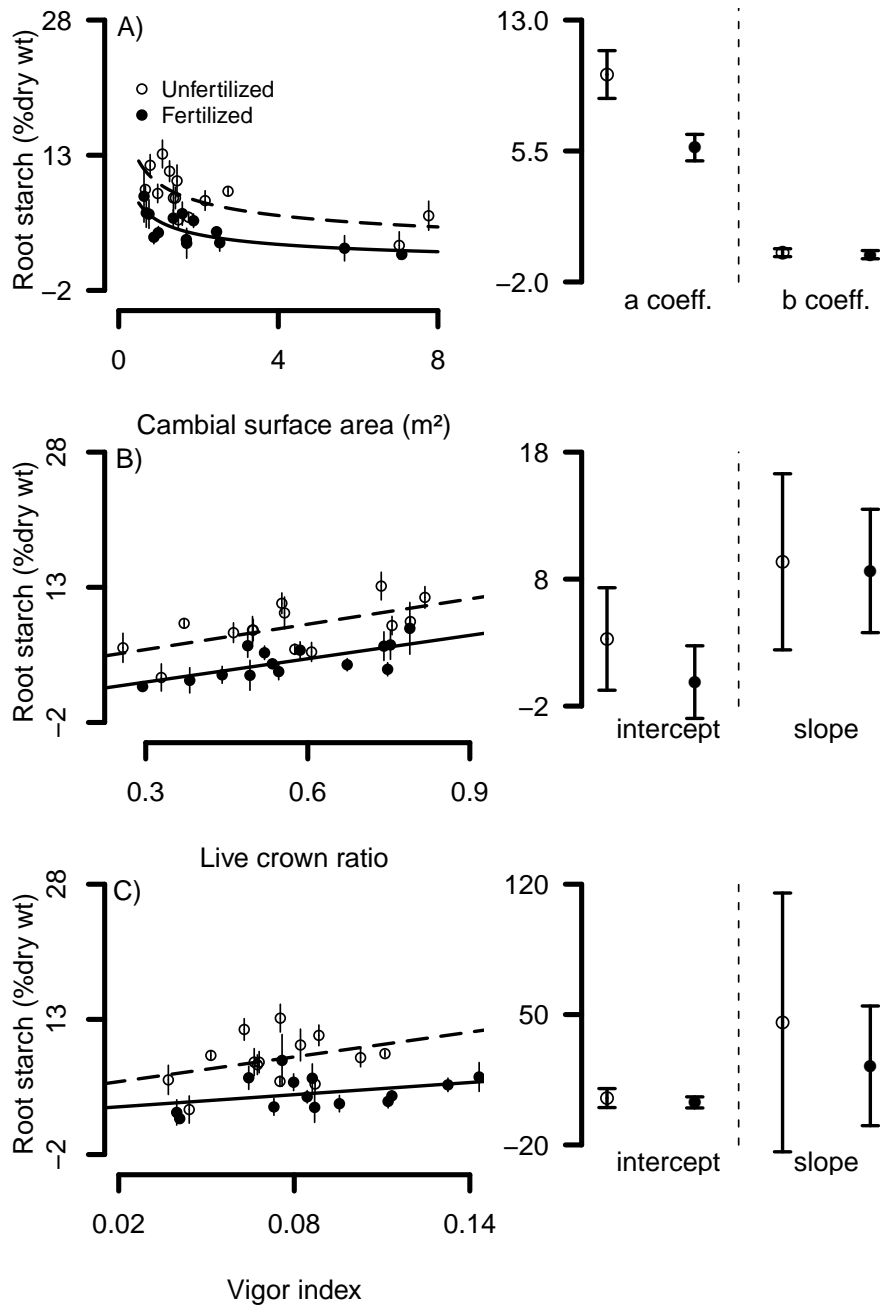 A)
Root starch (%dry wt)
28
13
−2
Unfertilized
Fertilized
0
4
8
Cambial surface area (m²)
13.0
5.5
−2.0
a coeff.
b coeff.
B)
Root starch (%dry wt)
28
13
−2
0.3
0.6
0.9
Live crown ratio
18
8
−2
intercept
slope
C)
Root starch (%dry wt)
28
13
−2
0.02
0.08
0.14
Vigor index
120
50
−20
intercept
slope